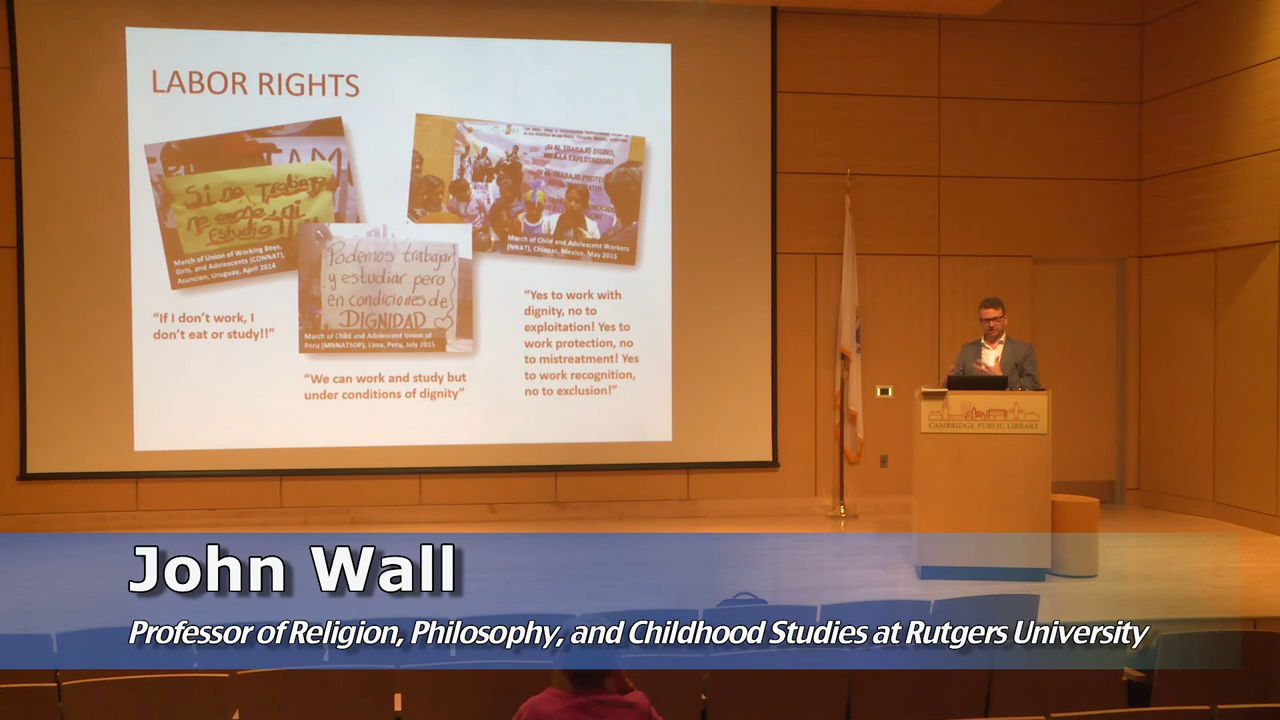 LABOR RIGHTS
Si no Trabajo
no como ni
Estudio!!
March of Union of Working Boys,
Girls, and Adolescents (CONNAT),
Asuncion, Uruguay, April 2014
"If I don't work, I
don't eat or study!!"
Podemos trabajar
y estudiar pero
en condiciones de
DIGNIDAD
March of Child and Adolescent Union of
Peru (MNNATSOP), Lima, Peru, July 2015
"We can work and study but
under conditions of dignity"
¡SI AL TRABAJO DIGNO,
A LA EXPLOTACION!
¡SI AL TRABAJO
March of Child and Adolescent Workers
(NNAT), Chiapas, Mexico, May 2015
"Yes to work with
dignity, no to
exploitation! Yes to
work protection, no
to mistreatment! Yes
to work recognition,
no to exclusion!"
CAMBRIDGE PUBLIC LIBRARY
John Wall
Professor of Religion, Philosophy, and Childhood Studies at Rutgers University